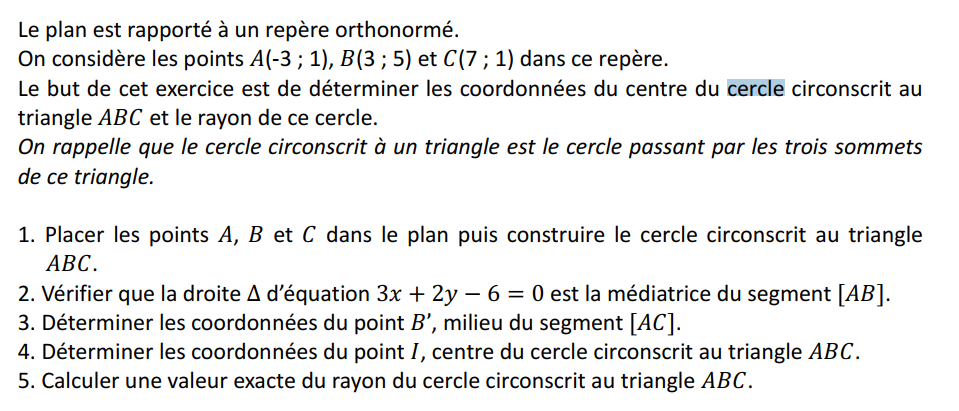 Le plan est rapporté à un repère orthonormé.
On considère les points A(-3 ; 1), B(3 ; 5) et C(7 ; 1) dans ce repère.
Le but de cet exercice est de déterminer les coordonnées du centre du cercle circonscrit au
triangle ABC et le rayon de ce cercle.
On rappelle que le cercle circonscrit à un triangle est le cercle passant par les trois sommets
de ce triangle.
1. Placer les points A, B et C dans le plan puis construire le cercle circonscrit au triangle
ABC.
2. Vérifier que la droite Δ d’équation 3x + 2y − 6 = 0 est la médiatrice du segment [AB].
3. Déterminer les coordonnées du point B’, milieu du segment [AC].
4. Déterminer les coordonnées du point I, centre du cercle circonscrit au triangle ABC.
5. Calculer une valeur exacte du rayon du cercle circonscrit au triangle ABC.